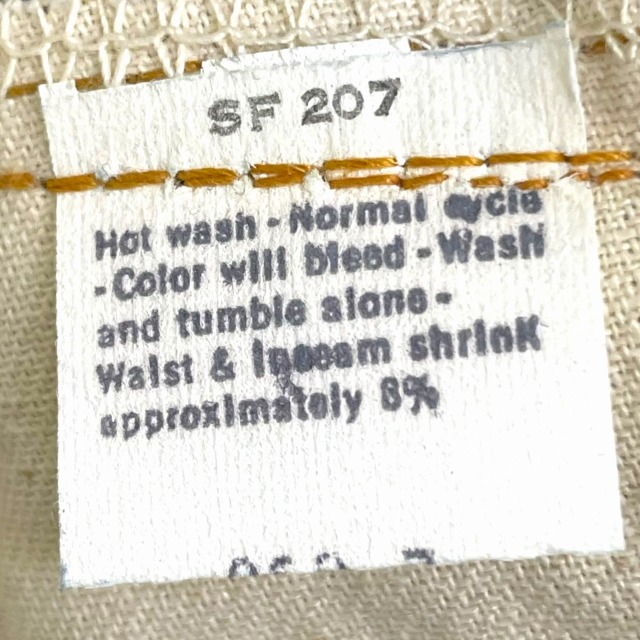 SF 207
Hot wash - Normal cycle
- Color will bleed - Wash
and tumble alone -
Waist & Inseam shrink
approximately 8%